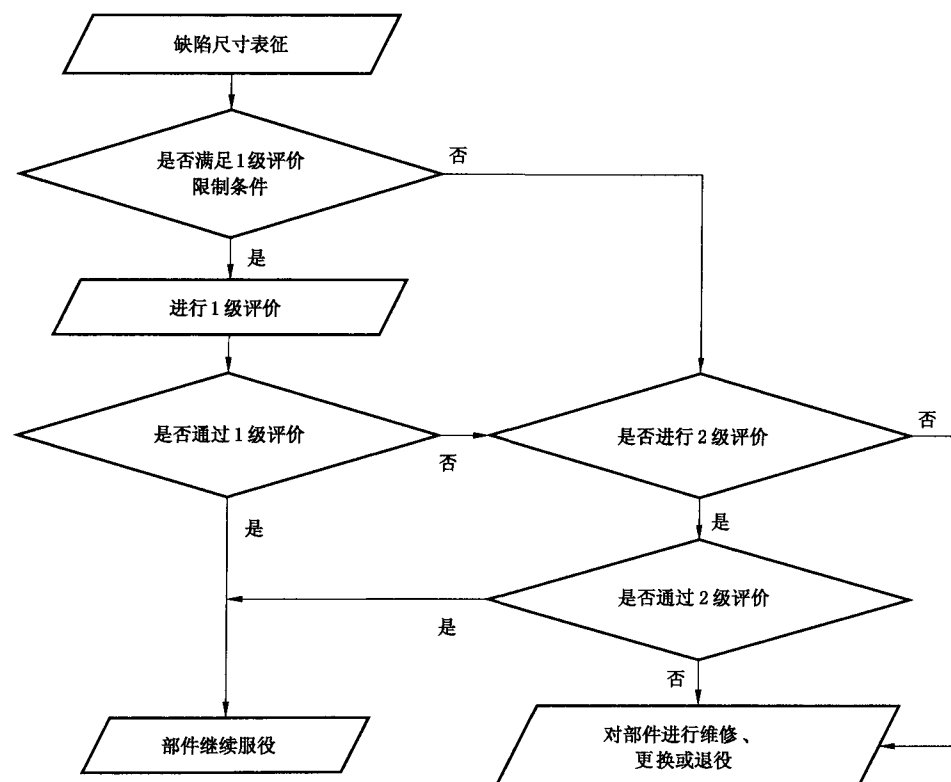 缺陷尺寸表征
是否满足1级评价
限制条件
否
是
进行1级评价
是否通过1级评价
否
是否进行2级评价
否
是
是
是否通过2级评价
是
否
部件继续服役
对部件进行维修、
更换或退役